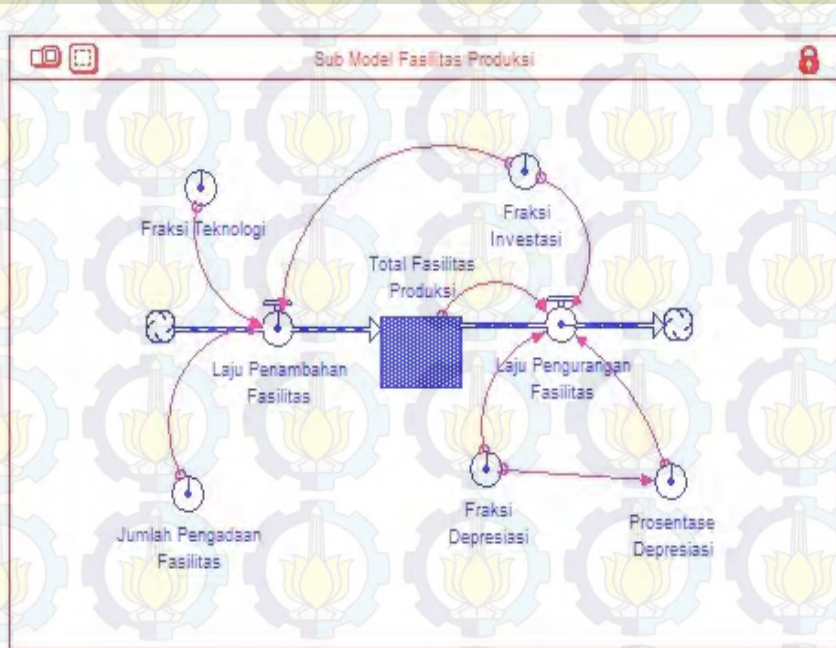 Sub Model Fasilitas Produksi
Fraksi Teknologi
Fraksi
Investasi
Total Fasilitas
Produksi
Laju Penambahan
Fasilitas
Laju Pengurangan
Fasilitas
Jumlah Pengadaan
Fasilitas
Fraksi
Depresiasi
Prosentase
Depresiasi